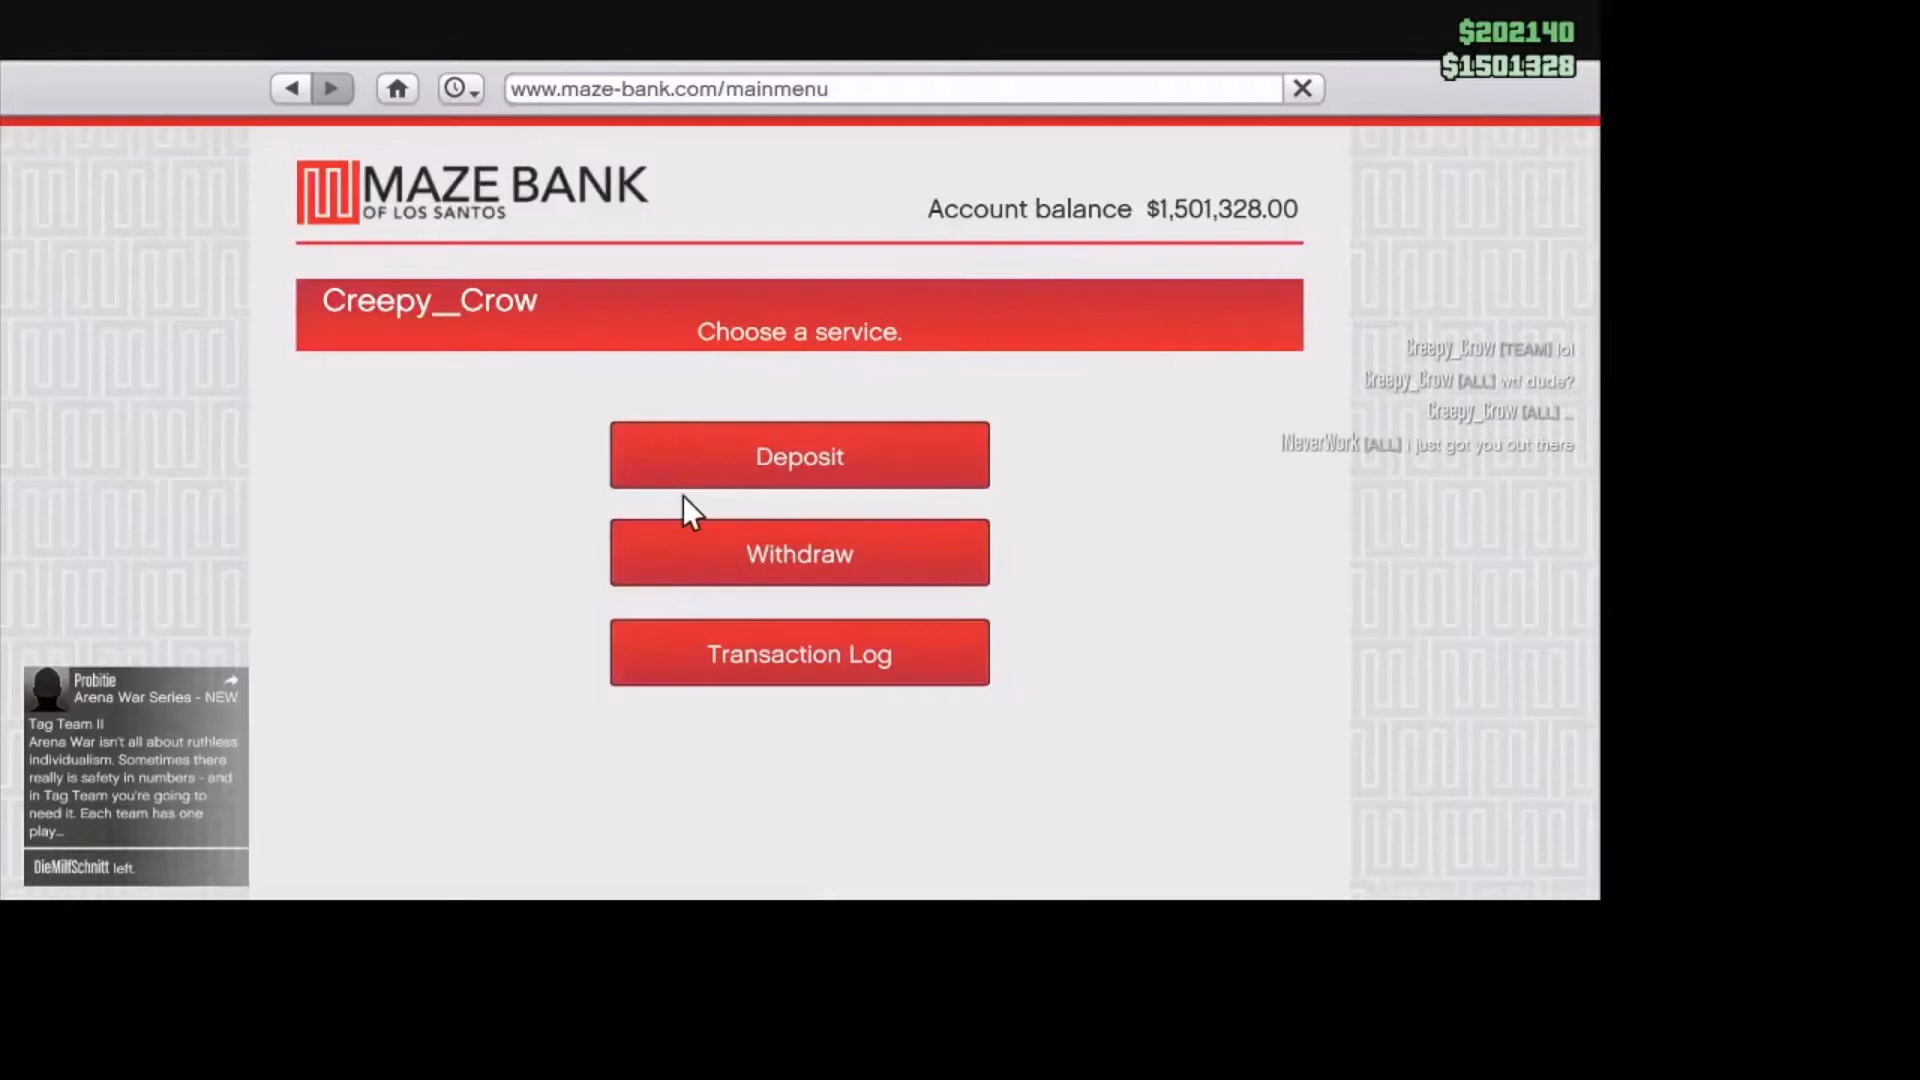 $202140
$1501328
www.maze-bank.com/mainmenu
MAZE BANK
OF LOS SANTOS
Account balance $1,501,328.00
Creepy__Crow
Choose a service.
Creepy_Crow [TEAM] lol
Creepy_Crow [ALL] wtf dude?
Creepy_Crow [ALL] ...
INeverWork [ALL] i just got you out there
Deposit
Withdraw
Transaction Log
Probitie
Arena War Series - NEW
Tag Team II
Arena War isn't all about ruthless
individualism. Sometimes there
really is safety in numbers - and
in Tag Team you're going to
need it. Each team has one
play...
DieMilfSchnitt left.